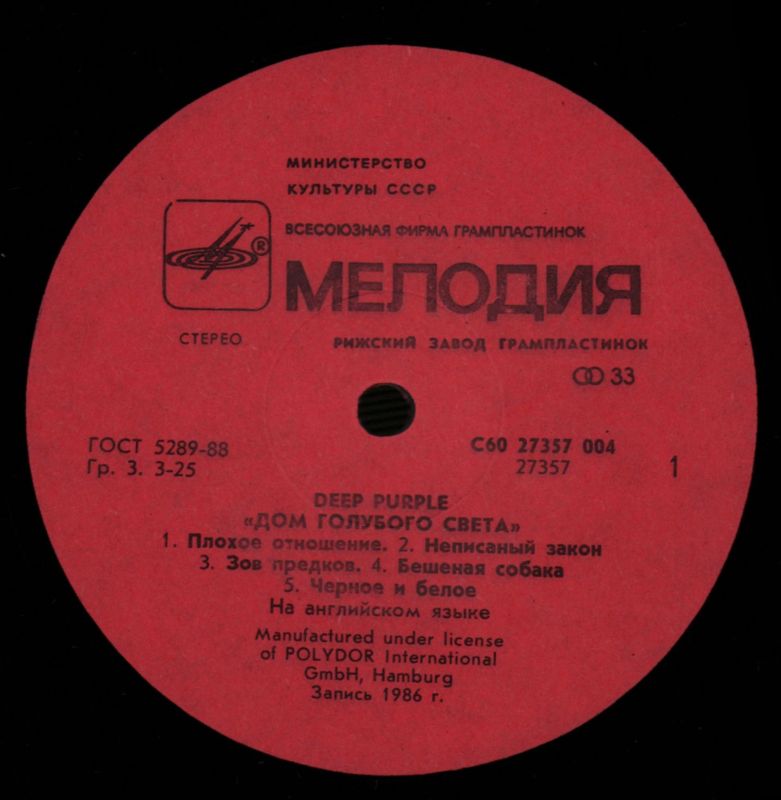 МИНИСТЕРСТВО
КУЛЬТУРЫ СССР
ВСЕСОЮЗНАЯ ФИРМА ГРАМПЛАСТИНОК
®
МЕЛОДИЯ
СТЕРЕО
РИЖСКИЙ ЗАВОД ГРАМПЛАСТИНОК
33
ГОСТ 5289-88
С60 27357 004
Гр. 3. 3-25
27357
1
DEEP PURPLE
«ДОМ ГОЛУБОГО СВЕТА»
1. Плохое отношение. 2. Неписаный закон
3. Зов предков. 4. Бешеная собака
5. Черное и белое
На английском языке
Manufactured under license
of POLYDOR International
GmbH, Hamburg
Запись 1986 г.